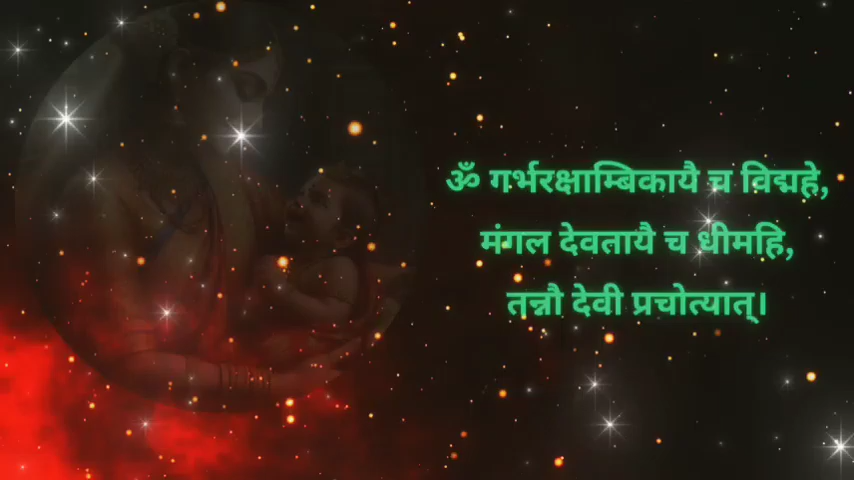 ॐ गर्भरक्षाम्बिकायै च विद्महे,
मंगल देवतायै च धीमहि,
तन्नौ देवी प्रचोत्यात्।